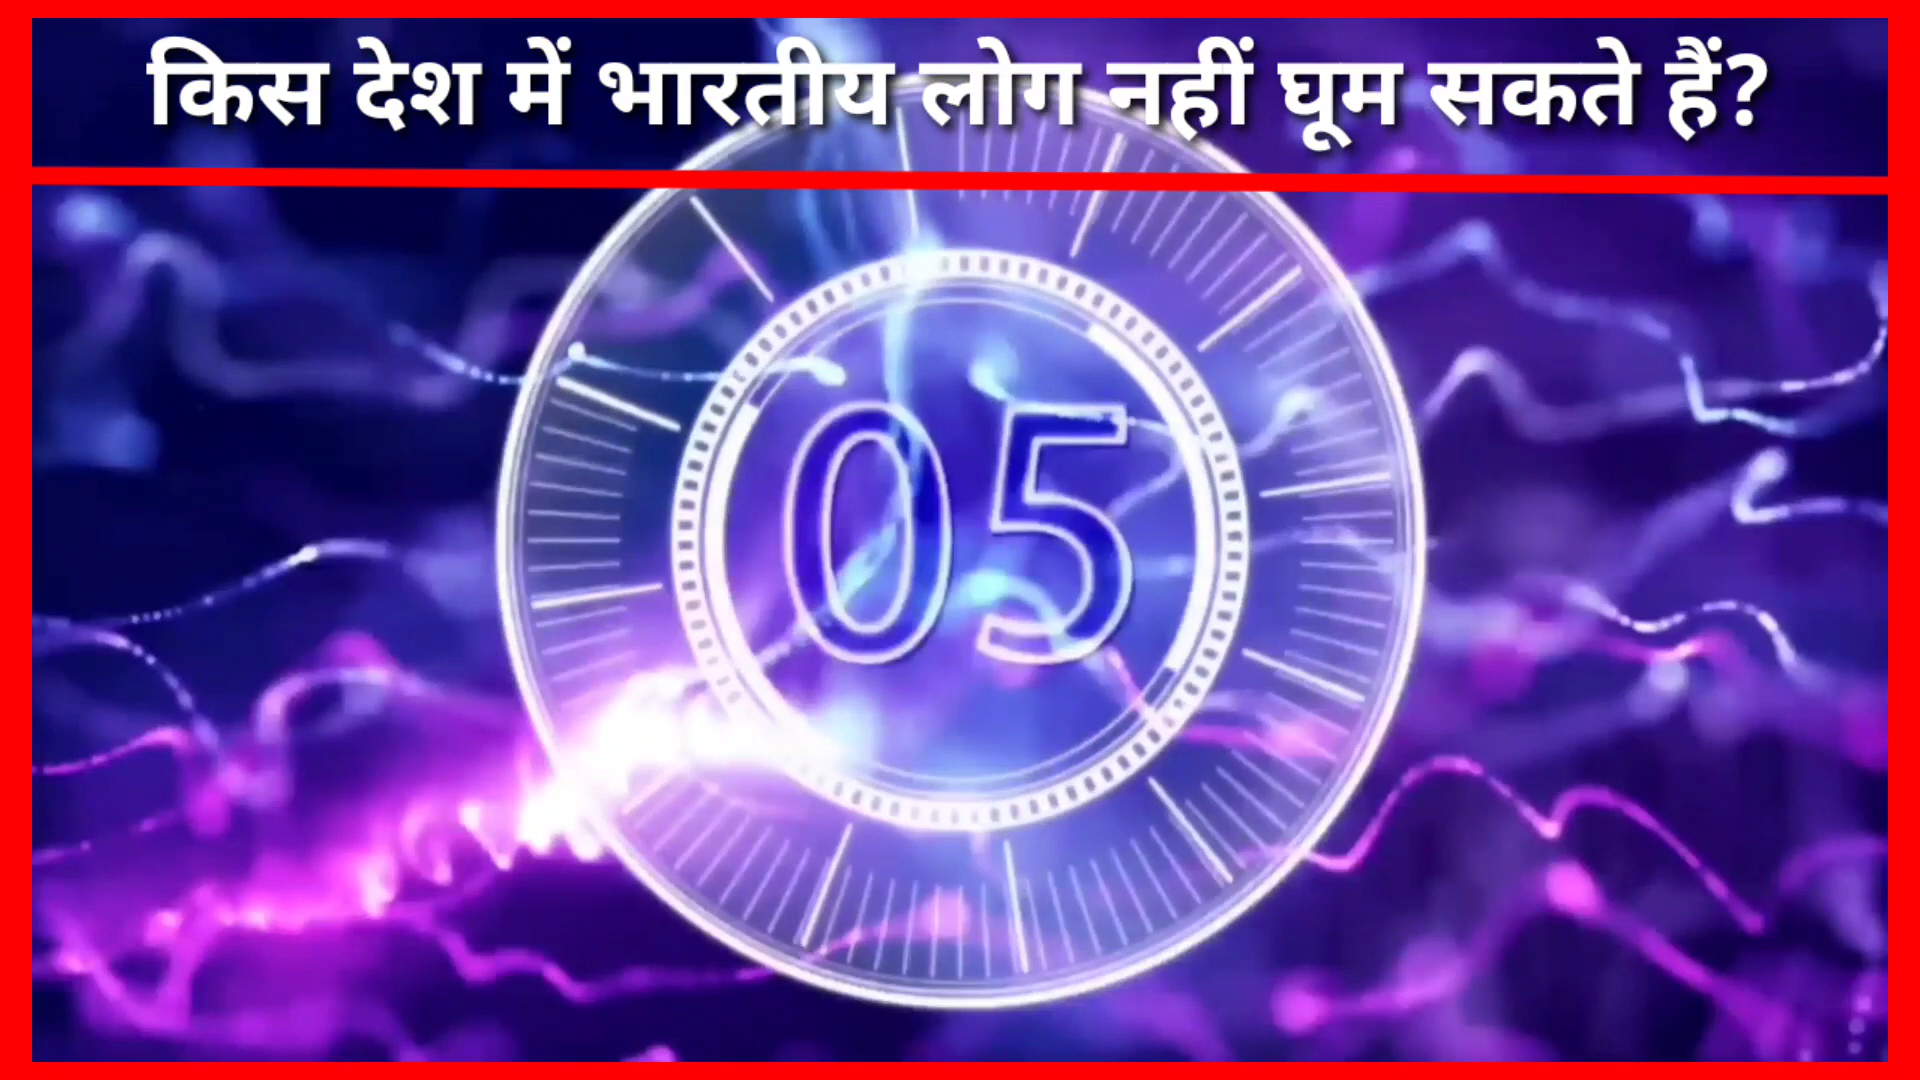 किस देश में भारतीय लोग नहीं घूम सकते हैं?
05